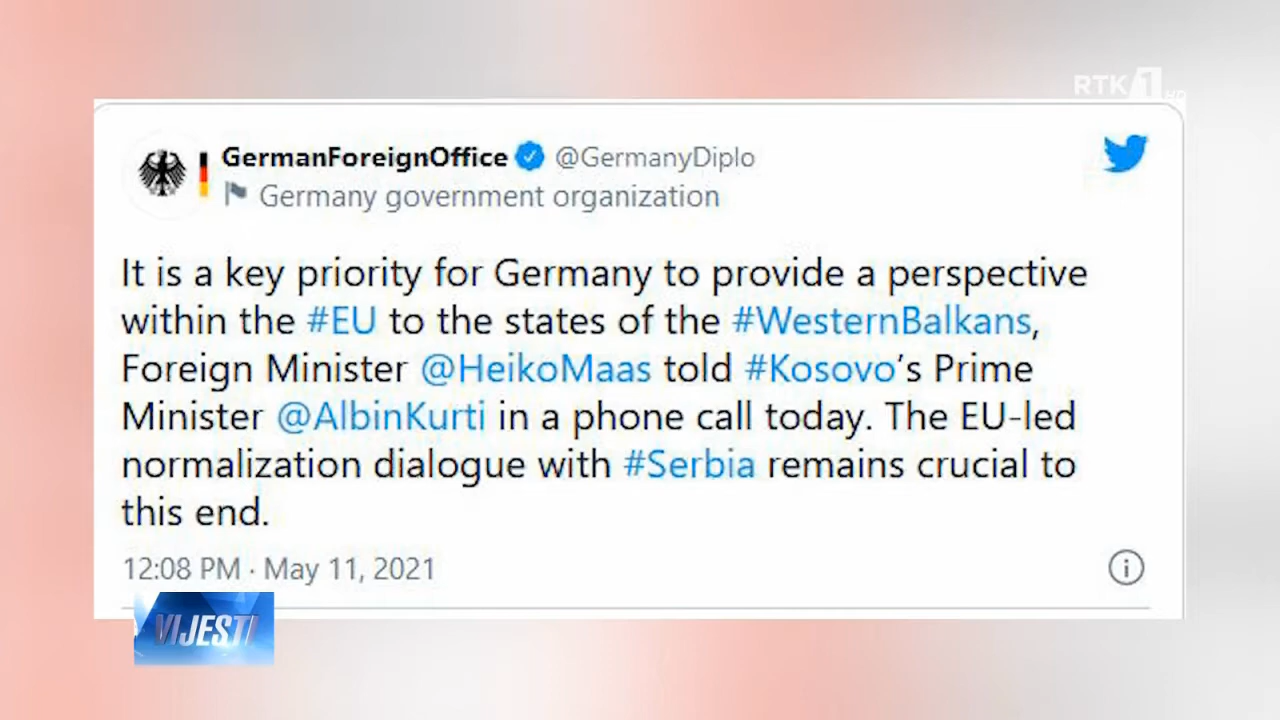 RTK 1 HD
GermanForeignOffice @GermanyDiplo
Germany government organization
It is a key priority for Germany to provide a perspective
within the #EU to the states of the #WesternBalkans,
Foreign Minister @HeikoMaas told #Kosovo’s Prime
Minister @AlbinKurti in a phone call today. The EU-led
normalization dialogue with #Serbia remains crucial to
this end.
12:08 PM · May 11, 2021
VIJESTI